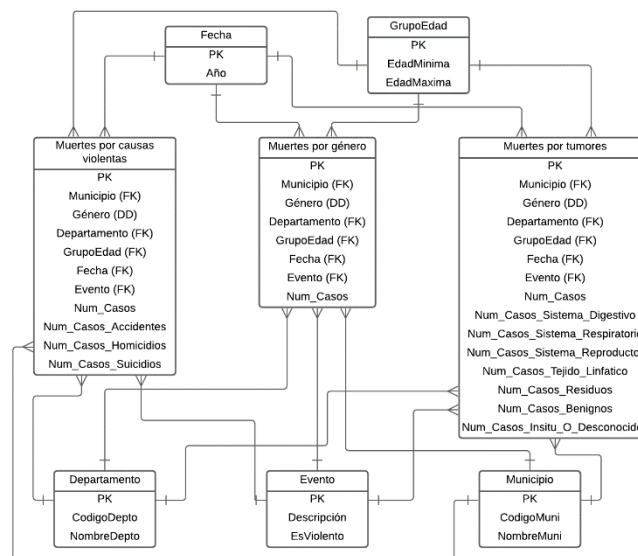 Fecha
PK
Año
GrupoEdad
PK
EdadMinima
EdadMaxima
Muertes por causas
violentas
PK
Municipio (FK)
Género (DD)
Departamento (FK)
GrupoEdad (FK)
Fecha (FK)
Evento (FK)
Num_Casos
Num_Casos_Accidentes
Num_Casos_Homicidios
Num_Casos_Suicidios
Muertes por género
PK
Municipio (FK)
Género (DD)
Departamento (FK)
GrupoEdad (FK)
Fecha (FK)
Evento (FK)
Num_Casos
Muertes por tumores
PK
Municipio (FK)
Género (DD)
Departamento (FK)
GrupoEdad (FK)
Fecha (FK)
Evento (FK)
Num_Casos
Num_Casos_Sistema_Digestivo
Num_Casos_Sistema_Respiratorio
Num_Casos_Sistema_Reproducto
Num_Casos_Tejido_Linfatico
Num_Casos_Residuos
Num_Casos_Benignos
Num_Casos_Insitu_O_Desconocido
Departamento
PK
CodigoDepto
NombreDepto
Evento
PK
Descripción
EsViolento
Municipio
PK
CodigoMuni
NombreMuni